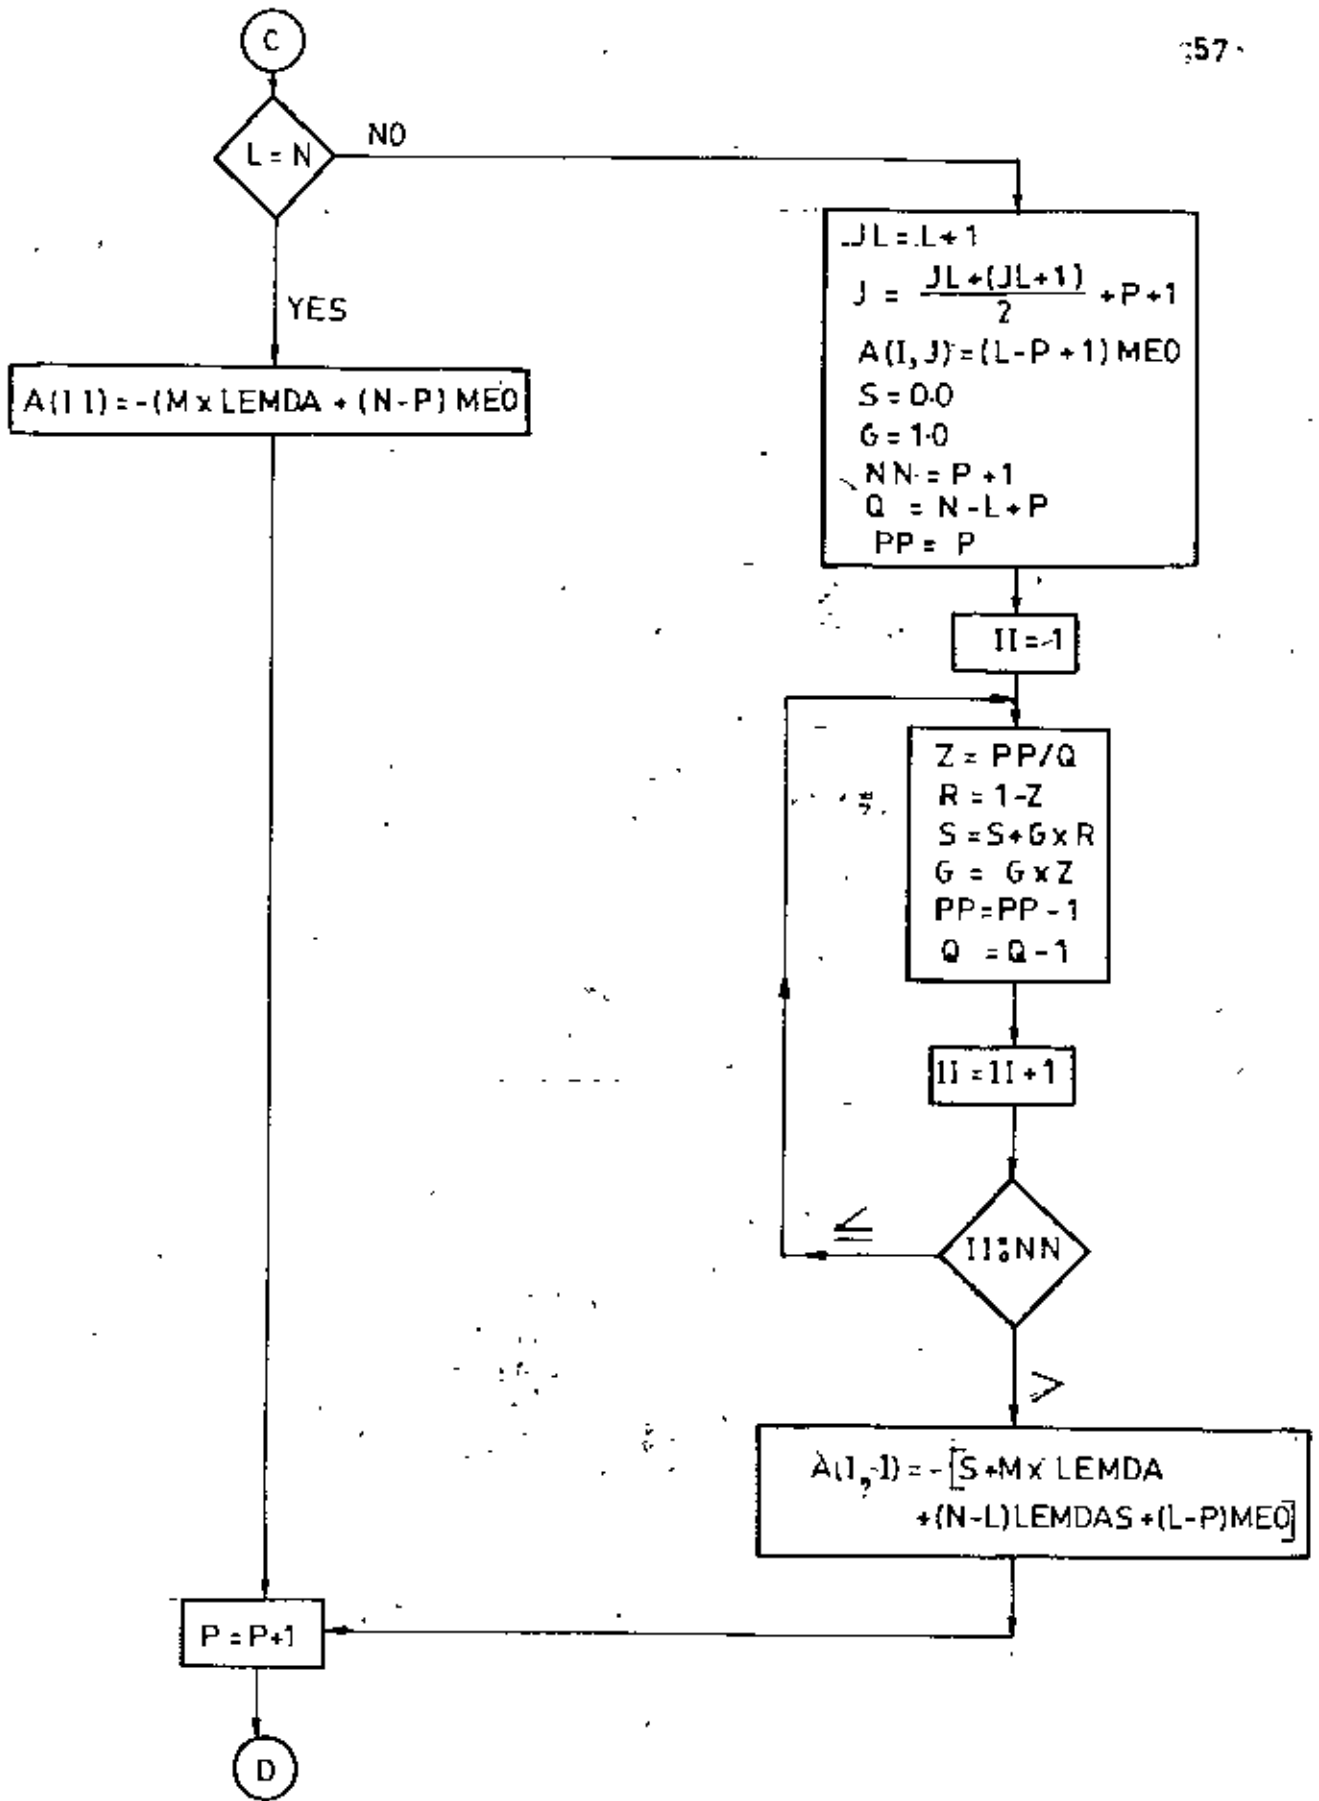 57
C
L = N
NO
YES
A(I I) = -(M x LEMDA + (N-P) MEO
JL = L+1
J = JL+(JL+1)/2 +P+1
A(I,J) = (L-P+1) MEO
S = 0.0
G = 1.0
NN = P+1
Q = N-L+P
PP = P
II = 1
Z = PP/Q
R = 1-Z
S = S+G x R
G = G x Z
PP = PP-1
Q = Q-1
II = II+1
II : NN
≤
>
A(I,I) = -[S+M x LEMDA
+(N-L)LEMDAS+(L-P)MEO]
P = P+1
D